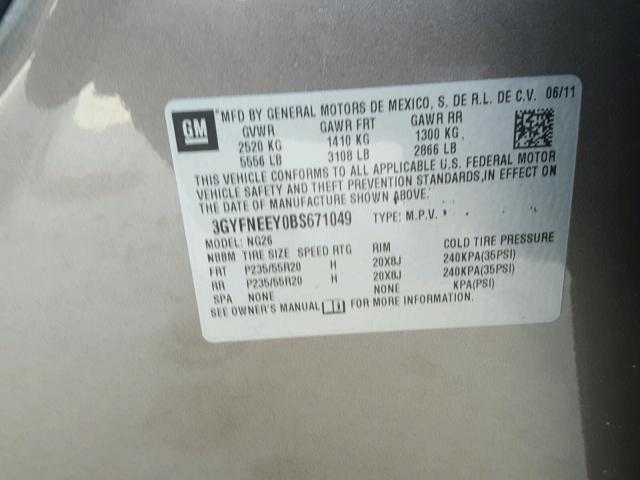 GM
MFD BY GENERAL MOTORS DE MEXICO, S. DE R.L. DE C.V. 06/11
GVWR GAWR FRT GAWR RR
2520 KG 1410 KG 1300 KG
5556 LB 3108 LB 2866 LB
THIS VEHICLE CONFORMS TO ALL APPLICABLE U.S. FEDERAL MOTOR
VEHICLE SAFETY AND THEFT PREVENTION STANDARDS, IN EFFECT ON
THE DATE OF MANUFACTURE SHOWN ABOVE.
3GYFNEEY0BS671049 TYPE: M.P.V.
MODEL: NG26
NBBM TIRE SIZE SPEED RTG RIM COLD TIRE PRESSURE
FRT P235/55R20 H 20X8J 240KPA(35PSI)
RR P235/55R20 H 20X8J 240KPA(35PSI)
SPA NONE NONE KPA(PSI)
SEE OWNER'S MANUAL FOR MORE INFORMATION.